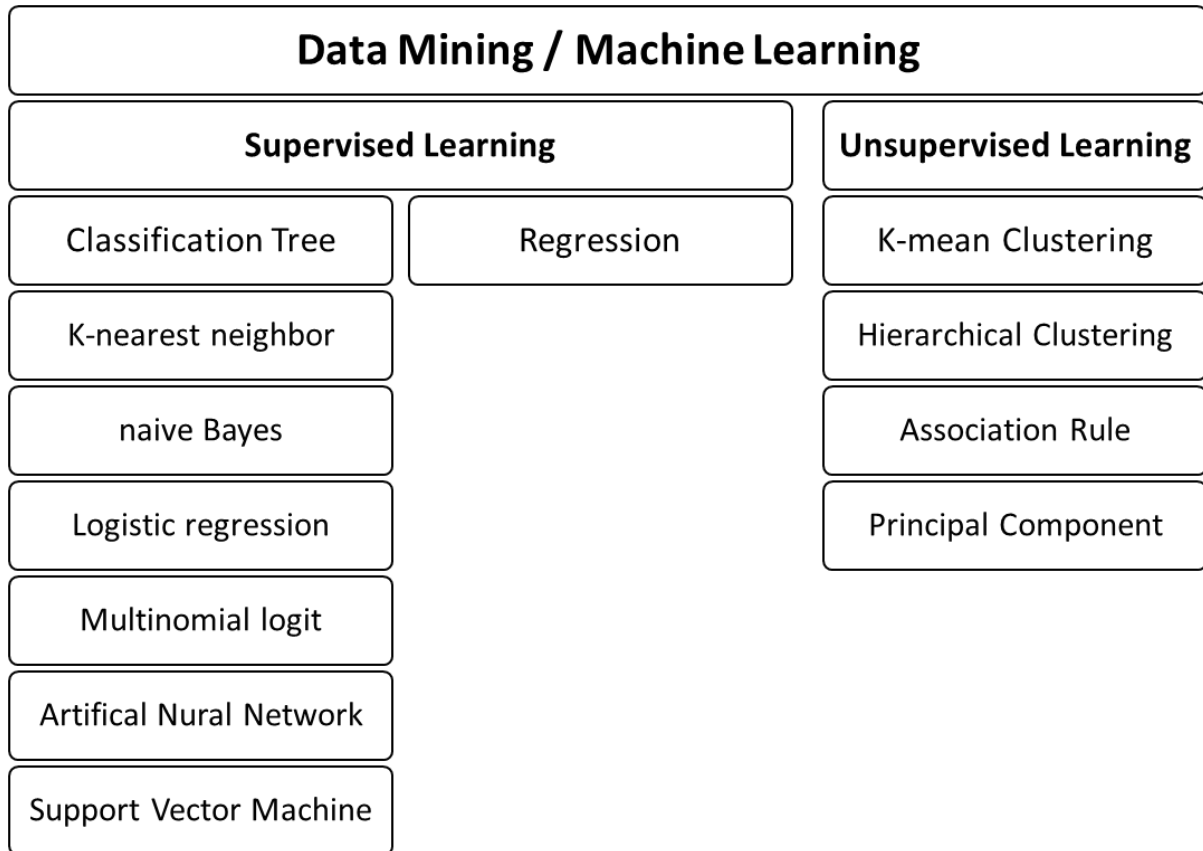 Data Mining / Machine Learning
Supervised Learning
Unsupervised Learning
Classification Tree
Regression
K-mean Clustering
K-nearest neighbor
Hierarchical Clustering
naive Bayes
Association Rule
Logistic regression
Principal Component
Multinomial logit
Artifical Nural Network
Support Vector Machine